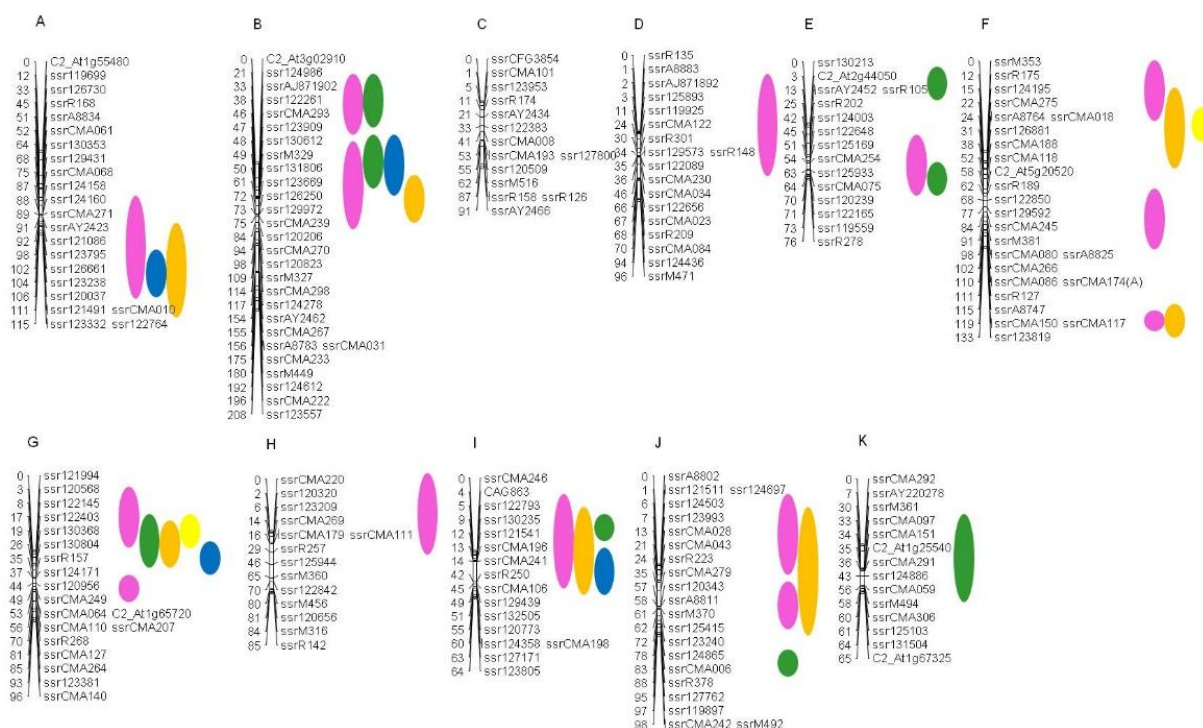 A
0 C2_At1g55480
12 ssr119699
33 ssr126730
45 ssrR168
51 ssrA8834
52 ssrCMA061
64 ssr130353
68 ssr129431
75 ssrCMA068
87 ssr124158
88 ssr124160
89 ssrCMA271
91 ssrAY2423
92 ssr121086
98 ssr123795
102 ssr126661
104 ssr123238
106 ssr120037
111 ssr121491 ssrCMA010
115 ssr123332 ssr122764
B
0 C2_At3g02910
21 ssr124986
33 ssrAJ871902
38 ssr122261
46 ssrCMA293
47 ssr123909
48 ssr130612
49 ssrM329
50 ssr131806
61 ssr123669
72 ssr126250
73 ssr129972
75 ssrCMA239
84 ssr120206
94 ssrCMA270
98 ssr120823
109 ssrM327
114 ssrCMA298
117 ssr124278
154 ssrAY2462
155 ssrCMA267
156 ssrA8783 ssrCMA031
175 ssrCMA233
180 ssrM449
192 ssr124612
196 ssrCMA222
208 ssr123557
C
0 ssrCFG3854
1 ssrCMA101
5 ssr123953
11 ssrR174
21 ssrAY2434
33 ssr122383
41 ssrCMA008
53 ssrCMA193 ssr127800
55 ssr120509
62 ssrM516
87 ssrR158 ssrR126
91 ssrAY2466
D
0 ssrR135
1 ssrA8883
2 ssrAJ871892
3 ssr125893
11 ssr119925
24 ssrCMA122
30 ssrR301
34 ssr129573 ssrR148
35 ssr122089
36 ssrCMA230
46 ssrCMA034
66 ssr122656
67 ssrCMA023
68 ssrR209
70 ssrCMA084
94 ssr124436
96 ssrM471
E
0 ssr130213
3 C2_At2g44050
13 ssrAY2452 ssrR105
25 ssrR202
42 ssr124003
45 ssr122648
51 ssr125169
54 ssrCMA254
63 ssr125933
64 ssrCMA075
70 ssr120239
71 ssr122165
73 ssr119559
76 ssrR278
F
0 ssrM353
12 ssrR175
15 ssr124195
22 ssrCMA275
24 ssrA8764 ssrCMA018
31 ssr126881
38 ssrCMA188
52 ssrCMA118
58 C2_At5g20520
62 ssrR189
68 ssr122850
77 ssr129592
84 ssrCMA245
91 ssrM381
98 ssrCMA080 ssrA8825
102 ssrCMA266
110 ssrCMA086 ssrCMA174(A)
111 ssrR127
115 ssrA8747
119 ssrCMA150 ssrCMA117
133 ssr123819
G
0 ssr121994
3 ssr120568
8 ssr122145
17 ssr122403
19 ssr130368
26 ssr130804
35 ssrR157
37 ssr124171
44 ssr120956
49 ssrCMA249
53 ssrCMA064 C2_At1g65720
56 ssrCMA110 ssrCMA207
70 ssrR268
81 ssrCMA127
85 ssrCMA264
93 ssr123381
96 ssrCMA140
H
0 ssrCMA220
2 ssr120320
6 ssr123209
14 ssrCMA269
16 ssrCMA179 ssrCMA111
29 ssrR257
46 ssr125944
65 ssrM360
70 ssr122842
80 ssrM456
81 ssr120656
84 ssrM316
85 ssrR142
I
0 ssrCMA246
4 CAG863
5 ssr122793
9 ssr130235
12 ssr121541
13 ssrCMA196
14 ssrCMA241
42 ssrR250
45 ssrCMA106
49 ssr129439
51 ssr132505
55 ssr120773
60 ssr124358 ssrCMA198
63 ssr127171
64 ssr123805
J
0 ssrA8802
1 ssr121511 ssr124697
6 ssr124503
7 ssr123993
13 ssrCMA028
21 ssrCMA043
24 ssrR223
35 ssrCMA279
57 ssr120343
58 ssrA8811
61 ssrM370
62 ssr125415
72 ssr123240
78 ssr124865
83 ssrCMA006
88 ssrR378
95 ssr127762
97 ssr119897
98 ssrCMA242 ssrM492
K
0 ssrCMA292
7 ssrAY220278
30 ssrM361
33 ssrCMA097
34 ssrCMA151
35 C2_At1g25540
36 ssrCMA291
43 ssr124886
56 ssrCMA059
58 ssrM494
60 ssrCMA306
61 ssr125103
64 ssr131504
65 C2_At1g67325